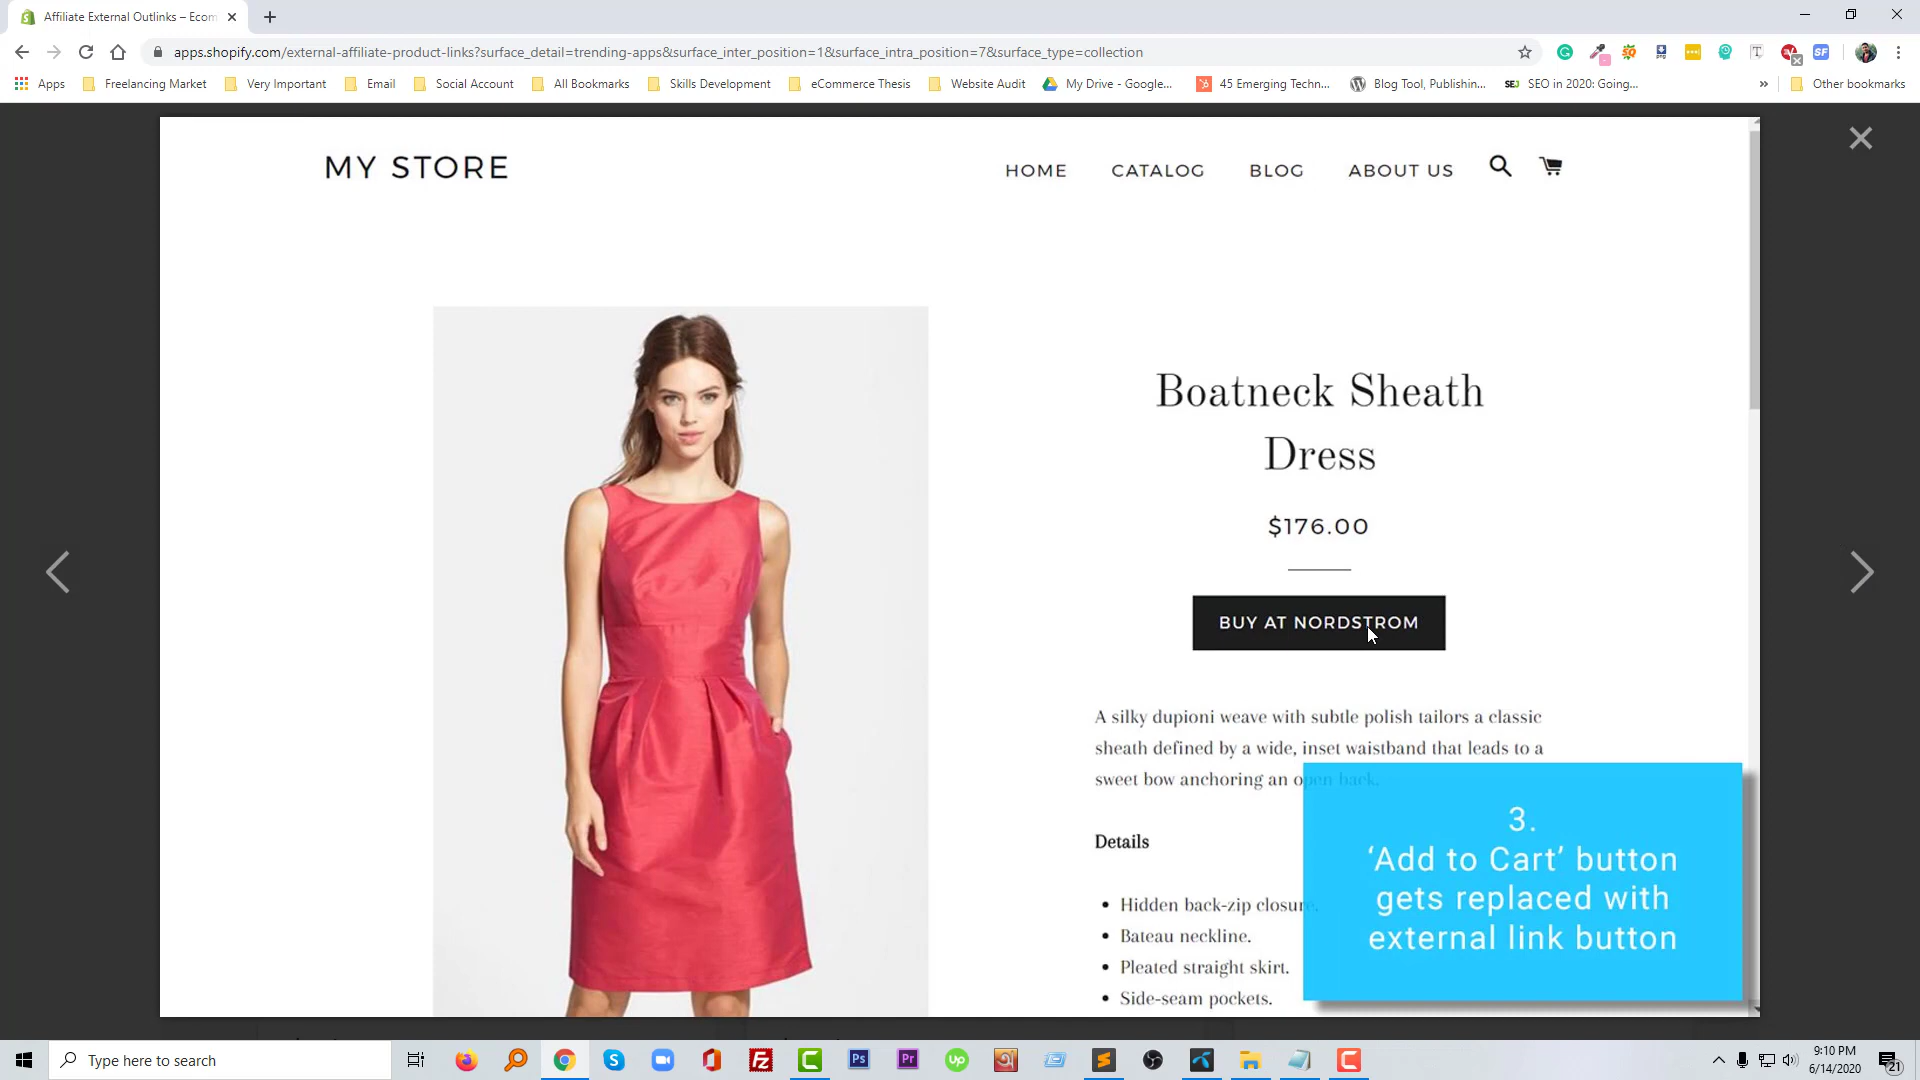 Affiliate External Outlinks – Ecom
apps.shopify.com/external-affiliate-product-links?surface_detail=trending-apps&surface_inter_position=1&surface_intra_position=7&surface_type=collection
Apps
Freelancing Market
Very Important
Email
Social Account
All Bookmarks
Skills Development
eCommerce Thesis
Website Audit
My Drive - Google...
45 Emerging Techn...
Blog Tool, Publishin...
SEO in 2020: Going...
Other bookmarks
MY STORE
HOME
CATALOG
BLOG
ABOUT US
Boatneck Sheath
Dress
$176.00
BUY AT NORDSTROM
A silky dupioni weave with subtle polish tailors a classic
sheath defined by a wide, inset waistband that leads to a
sweet bow anchoring an open back.
Details
• Hidden back-zip closure.
• Bateau neckline.
• Pleated straight skirt.
• Side-seam pockets.
3.
‘Add to Cart’ button
gets replaced with
external link button
Type here to search
9:10 PM
6/14/2020
21